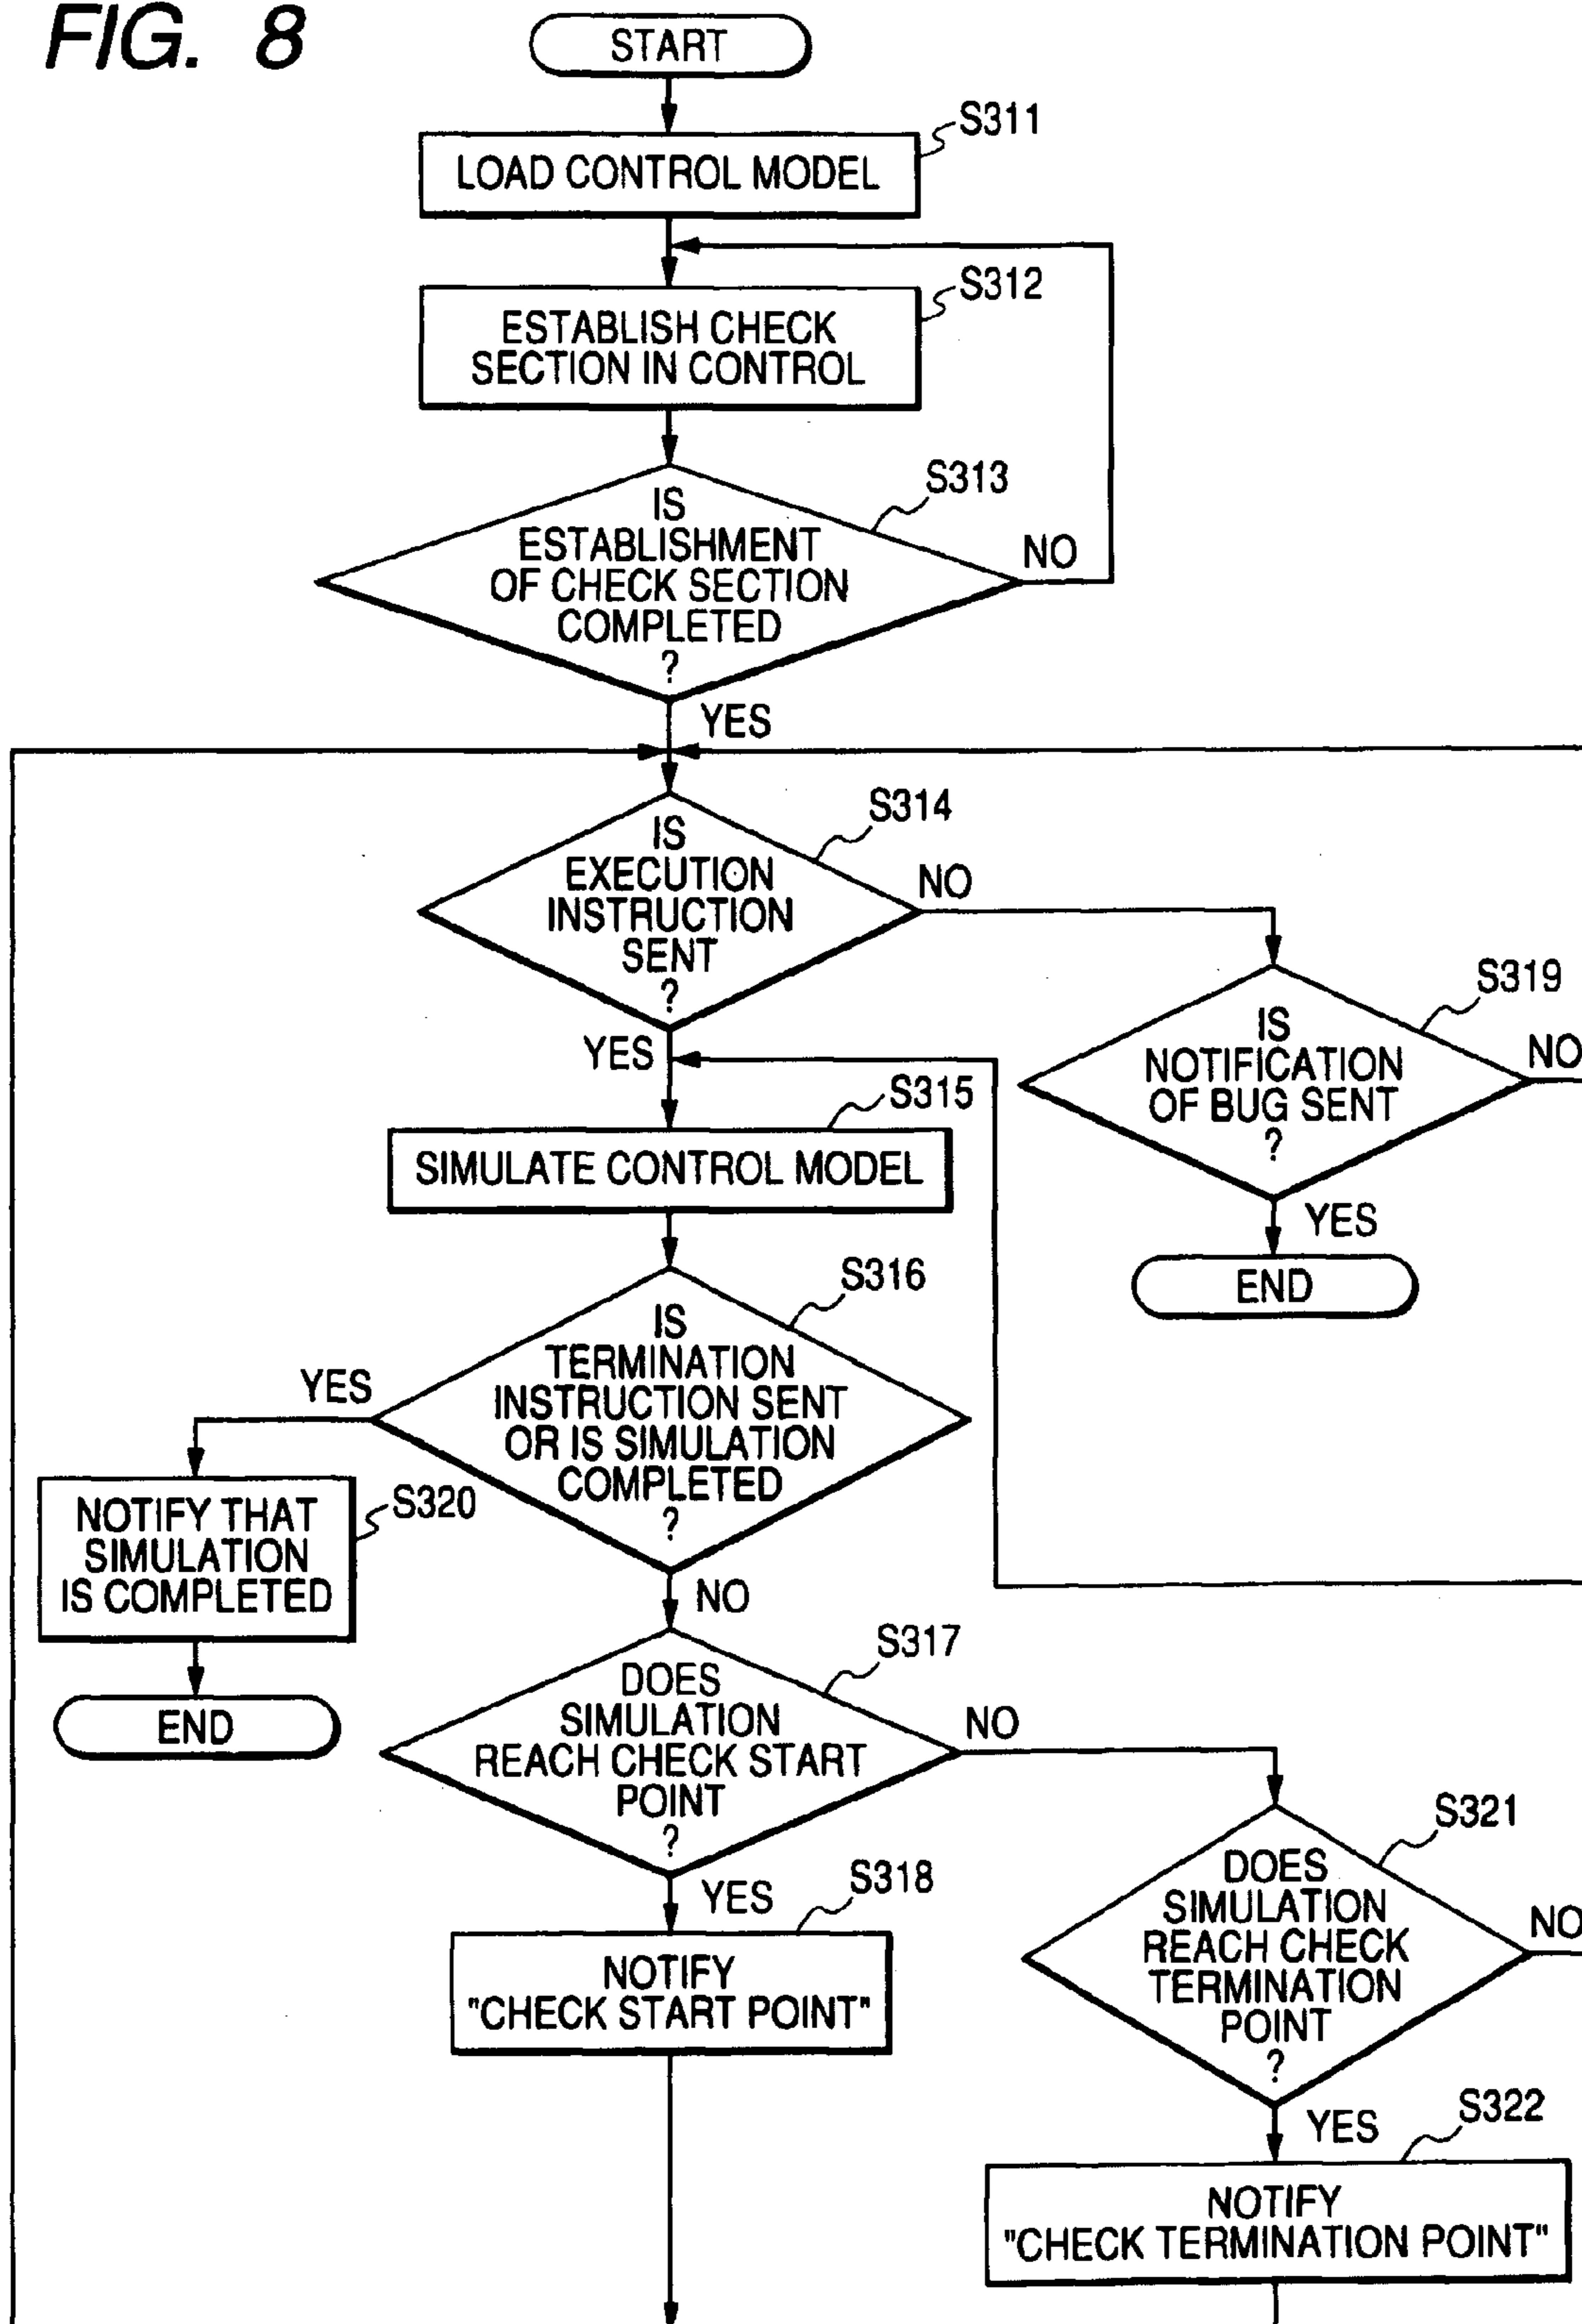 FIG. 8
START
S311
LOAD CONTROL MODEL
S312
ESTABLISH CHECK
SECTION IN CONTROL
S313
IS
ESTABLISHMENT
OF CHECK SECTION
COMPLETED
?
NO
YES
S314
IS
EXECUTION
INSTRUCTION
SENT
?
NO
YES
S319
IS
NOTIFICATION
OF BUG SENT
?
NO
YES
END
S315
SIMULATE CONTROL MODEL
S316
IS
TERMINATION
INSTRUCTION SENT
OR IS SIMULATION
COMPLETED
?
YES
NO
S320
NOTIFY THAT
SIMULATION
IS COMPLETED
END
S317
DOES
SIMULATION
REACH CHECK START
POINT
?
NO
YES
S318
NOTIFY
"CHECK START POINT"
S321
DOES
SIMULATION
REACH CHECK
TERMINATION
POINT
?
NO
YES
S322
NOTIFY
"CHECK TERMINATION POINT"